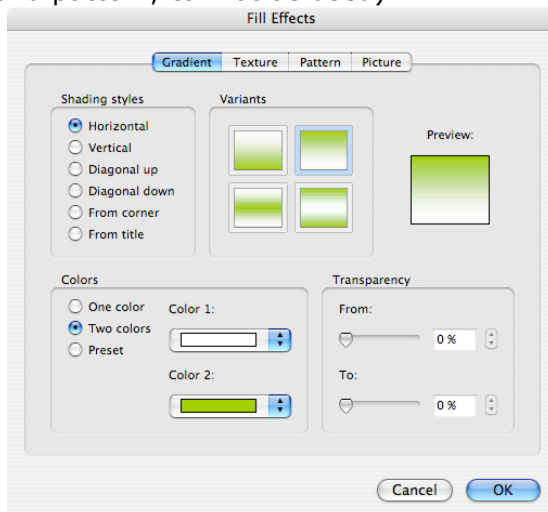 Fill Effects
Gradient Texture Pattern Picture
Shading styles
Horizontal
Vertical
Diagonal up
Diagonal down
From corner
From title
Variants
Preview:
Colors
One color
Two colors
Preset
Color 1:
Color 2:
Transparency
From:
0 %
To:
0 %
Cancel OK